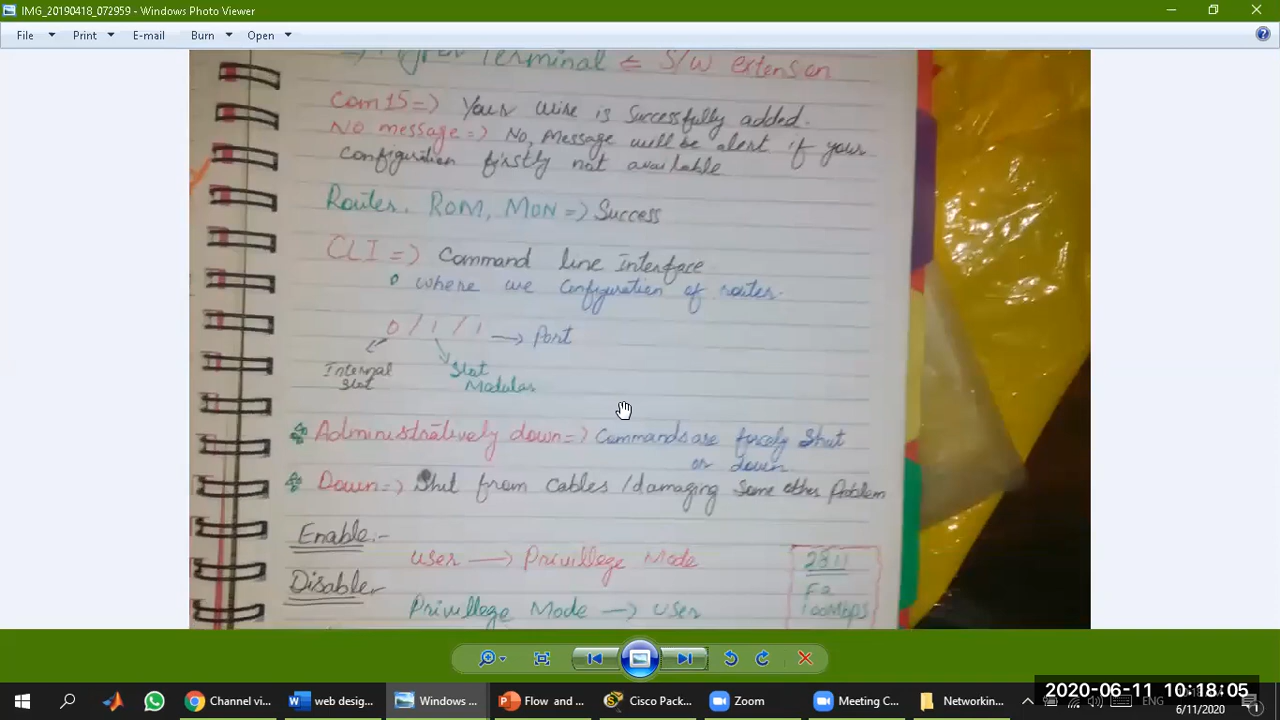 IMG_20190418_072959 - Windows Photo Viewer
File Print E-mail Burn Open
Terminal ⇐ S/W extension
Com15 => Your wire is Successfully added.
No message => No, Message will be alert if your
Configuration firstly not available
Router, ROM, MON => Success
CLI => Command line interface
where we Configuration of router.
0 / 1 / 1 → Port
Internal Slot
Slot Modular
Administratively down => Commands are forcely Shut
or down
Down => Shut from cables /damaging Some other Problem
Enable:-
User → Privillege Mode
Disable:-
Privillege Mode → User
2811
Fa
100Mbps
Channel vi...
web desig...
Windows ...
Flow and ...
Cisco Pack...
Zoom
Meeting C...
Networkin...
ENG
2020-06-11 10:18:05
6/11/2020